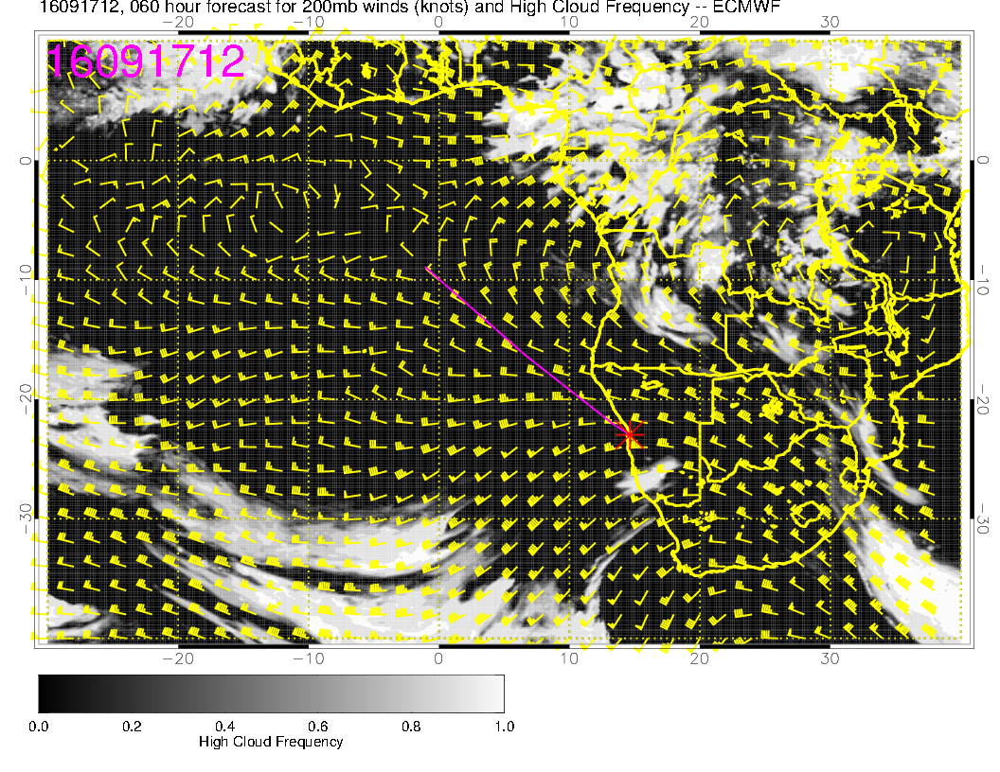 16091712, 060 hour forecast for 200mb winds (knots) and High Cloud Frequency -- ECMWF
−20 −10 0 10 20 30
16091712
0 0
−10 −10
−20 −20
−30 −30
−20 −10 0 10 20 30
0.0 0.2 0.4 0.6 0.8 1.0
High Cloud Frequency